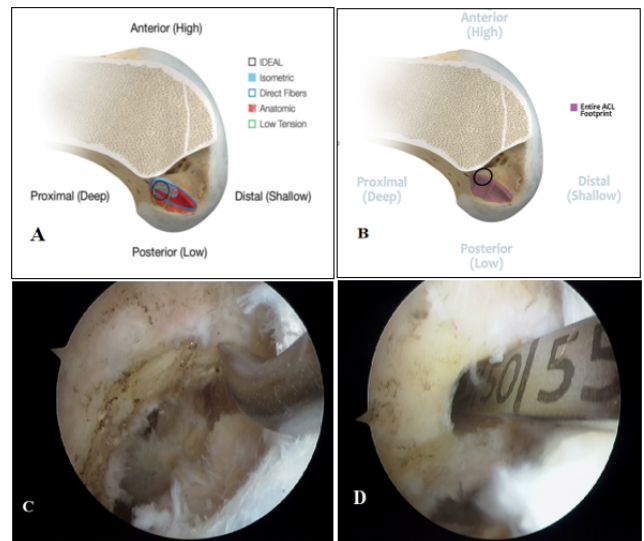 Anterior (High)
IDEAL
Isometric
Direct Fibers
Anatomic
Low Tension
Proximal (Deep)
Distal (Shallow)
A
Posterior (Low)
Anterior
(High)
Entire ACL
Footprint
Proximal
(Deep)
Distal
(Shallow)
B
Posterior
(Low)
C
50 55
D